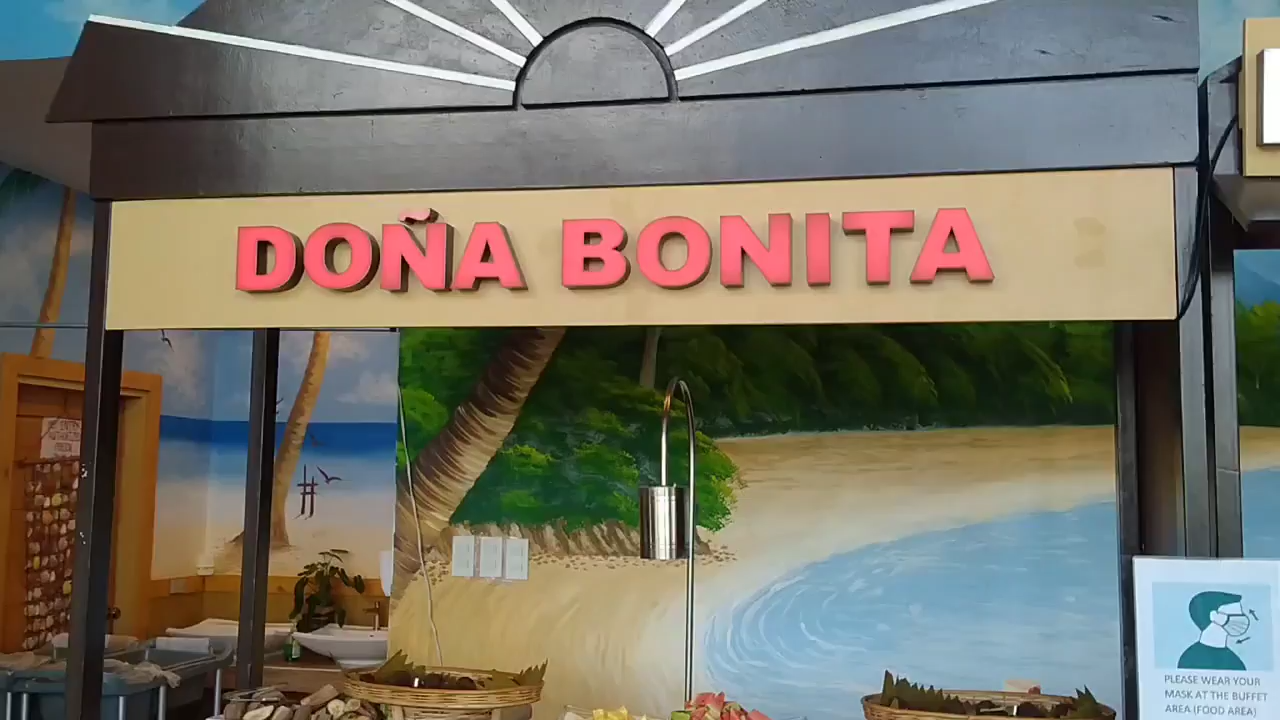 DOÑA BONITA
PLEASE WEAR YOUR
MASK AT THE BUFFET
AREA (FOOD AREA)